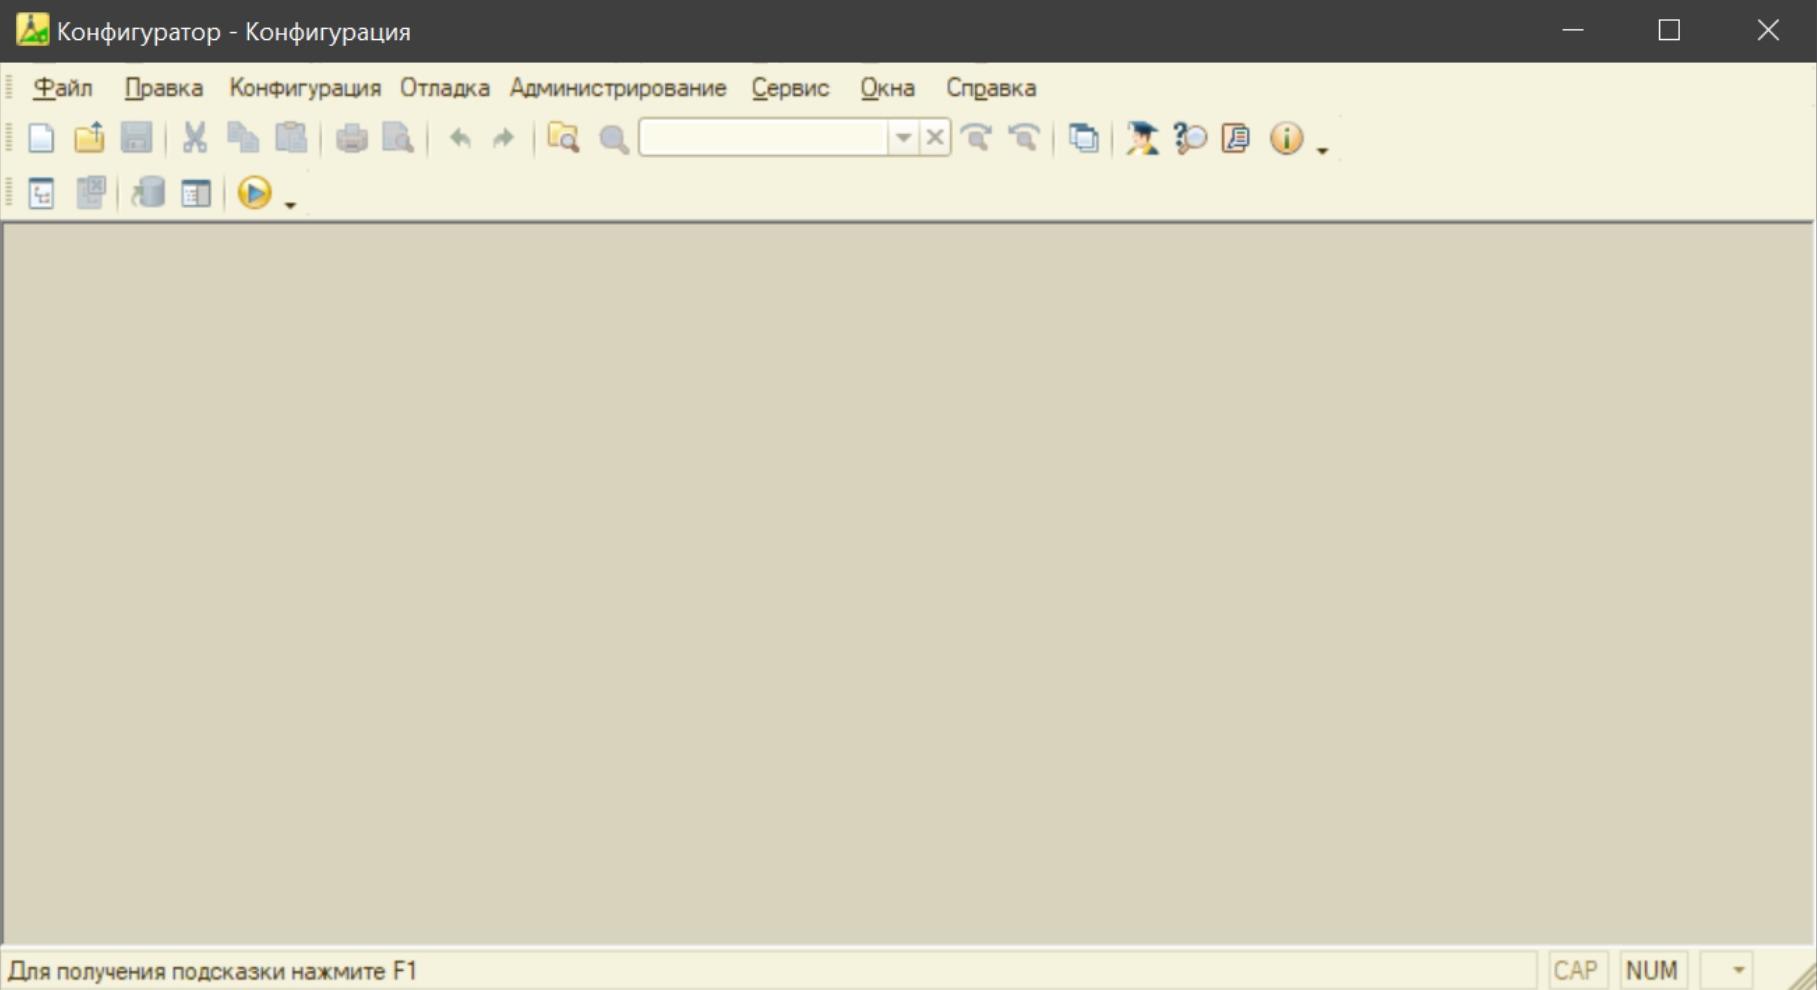 Конфигуратор - Конфигурация
Файл Правка Конфигурация Отладка Администрирование Сервис Окна Справка
Для получения подсказки нажмите F1 CAP NUM